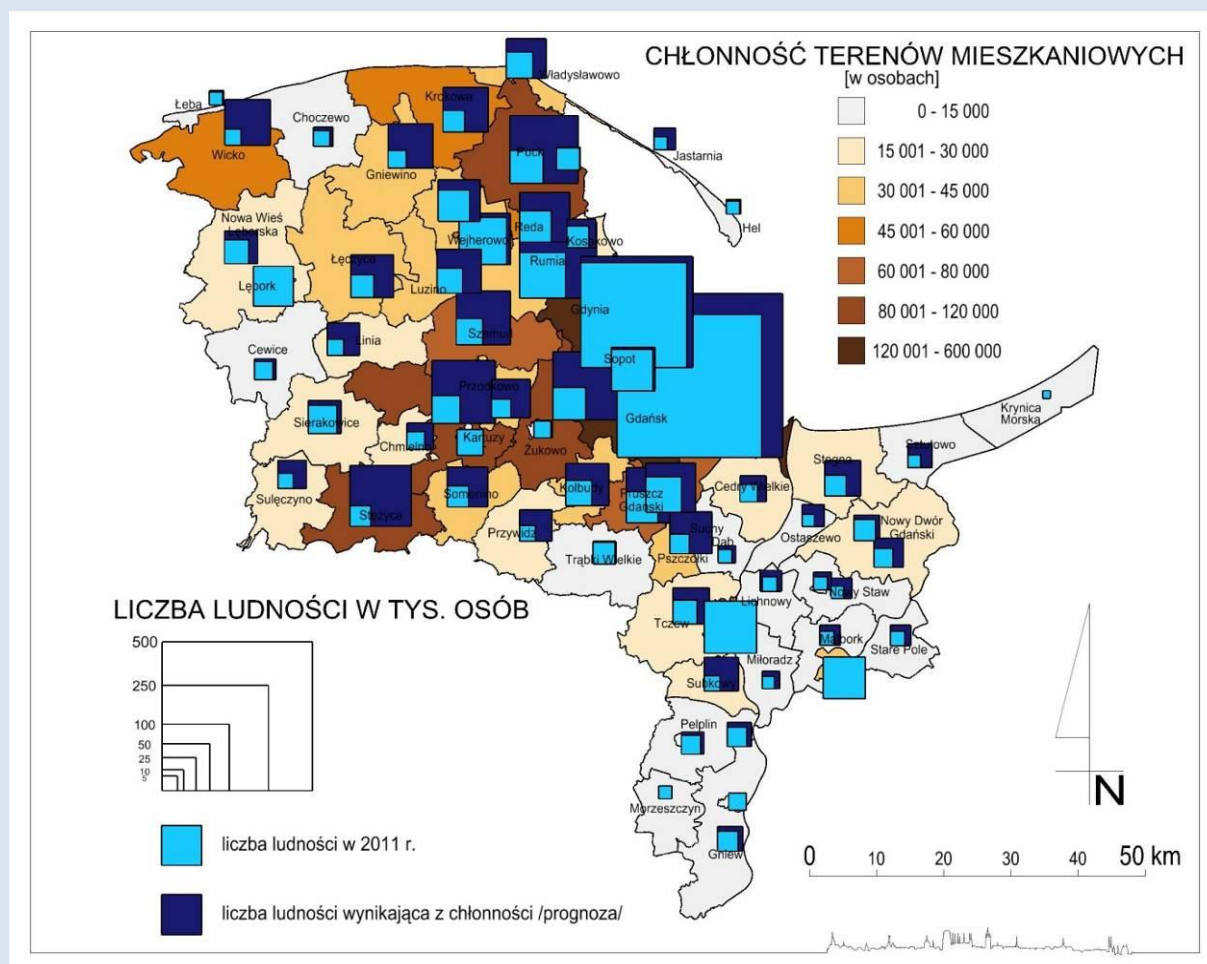 CHŁONNOŚĆ TERENÓW MIESZKANIOWYCH
[w osobach]
0 - 15 000
15 001 - 30 000
30 001 - 45 000
45 001 - 60 000
60 001 - 80 000
80 001 - 120 000
120 001 - 600 000
Władysławowo
Łeba
Choczewo
Krokowa
Wicko
Gniewino
Puck
Jastarnia
Hel
Nowa Wieś
Lęborska
Wejherowo
Reda
Kosakowo
Łęczyce
Luzino
Rumia
Lębork
Gdynia
Szemud
Linia
Cewice
Sopot
Przodkowo
Krynica
Morska
Sierakowice
Gdańsk
Chmielno
Kartuzy
Żukowo
Sztutowo
Stegna
Sulęczyno
Somonino
Kolbudy
Cedry Wielkie
Pruszcz
Gdański
Stężyca
Nowy Dwór
Gdański
Przywidz
Suchy
Dąb
Ostaszewo
Trąbki Wielkie
Pszczółki
Lichnowy
Nowy Staw
Tczew
Malbork
Stare Pole
Miłoradz
Subkowy
Pelplin
Morzeszczyn
Gniew
LICZBA LUDNOŚCI W TYS. OSÓB
500
250
100
50
25
10
5
liczba ludności w 2011 r.
liczba ludności wynikająca z chłonności /prognoza/
N
0 10 20 30 40 50 km